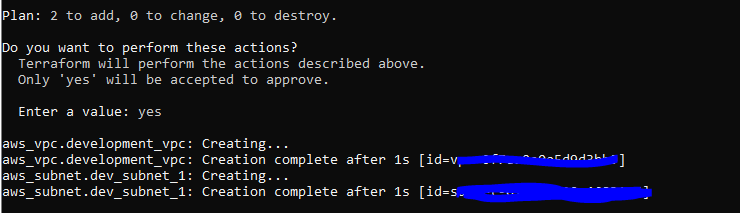 Plan: 2 to add, 0 to change, 0 to destroy.
Do you want to perform these actions?
Terraform will perform the actions described above.
Only 'yes' will be accepted to approve.
Enter a value: yes
aws_vpc.development_vpc: Creating...
aws_vpc.development_vpc: Creation complete after 1s [id=v
aws_subnet.dev_subnet_1: Creating...
aws_subnet.dev_subnet_1: Creation complete after 1s [id=s